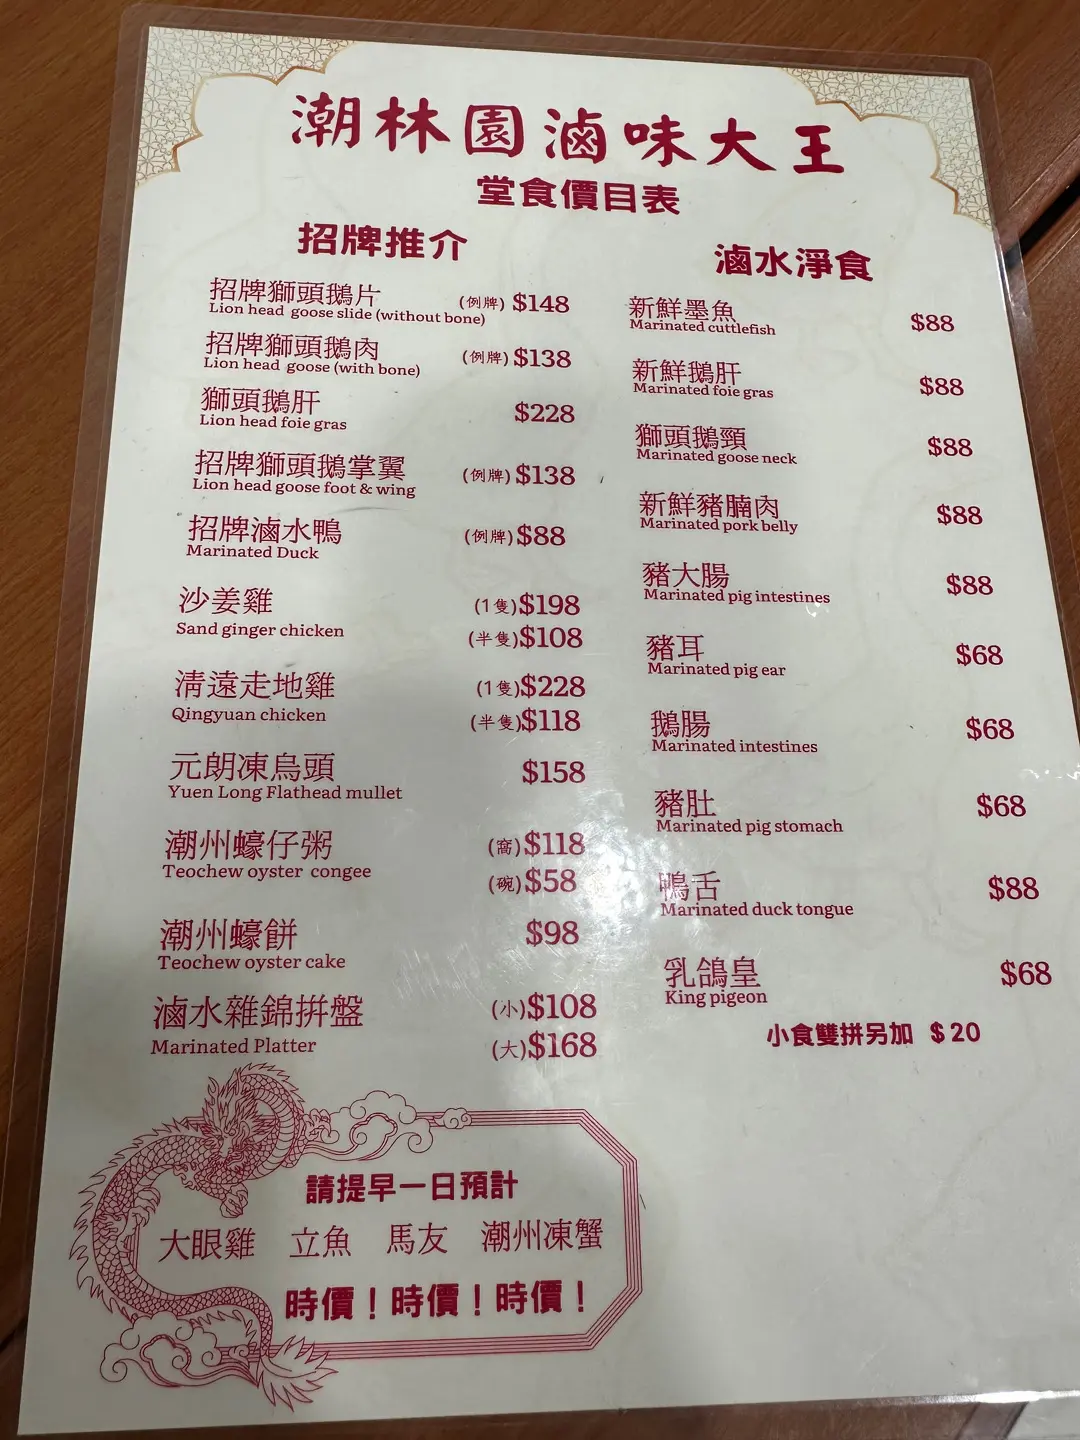 潮林園滷味大王
堂食價目表
招牌推介
招牌獅頭鵝片 (例牌) $148
Lion head goose slide (without bone)
招牌獅頭鵝肉 (例牌) $138
Lion head goose (with bone)
獅頭鵝肝 $228
Lion head foie gras
招牌獅頭鵝掌翼 (例牌) $138
Lion head goose foot & wing
招牌滷水鴨 (例牌) $88
Marinated Duck
沙姜雞 (1隻) $198
Sand ginger chicken (半隻) $108
清遠走地雞 (1隻) $228
Qingyuan chicken (半隻) $118
元朗凍烏頭 $158
Yuen Long Flathead mullet
潮州蠔仔粥 (窩) $118
Teochew oyster congee (碗) $58
潮州蠔餅 $98
Teochew oyster cake
滷水雜錦拼盤 (小) $108
Marinated Platter (大) $168
滷水淨食
新鮮墨魚 $88
Marinated cuttlefish
新鮮鵝肝 $88
Marinated foie gras
獅頭鵝頸 $88
Marinated goose neck
新鮮豬腩肉 $88
Marinated pork belly
豬大腸 $88
Marinated pig intestines
豬耳 $68
Marinated pig ear
鵝腸 $68
Marinated intestines
豬肚 $68
Marinated pig stomach
鴨舌 $88
Marinated duck tongue
乳鴿皇 $68
King pigeon
小食雙拼另加 $20
請提早一日預計
大眼雞 立魚 馬友 潮州凍蟹
時價！時價！時價！